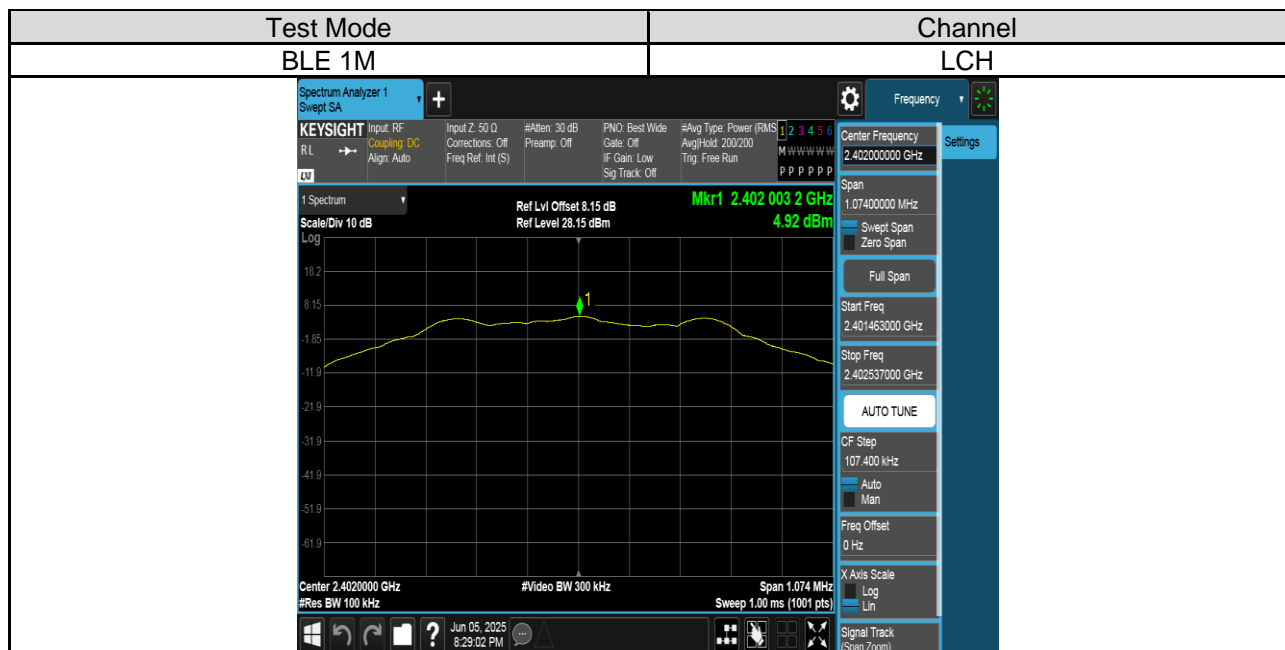 Test Mode Channel
BLE 1M LCH
Spectrum Analyzer 1
Swept SA
Frequency
KEYSIGHT
RL
LXI
Input: RF
Coupling: DC
Align: Auto
Input Z: 50 Ω
Corrections: Off
Freq Ref: Int (S)
#Atten: 30 dB
Preamp: Off
PNO: Best Wide
Gate: Off
IF Gain: Low
Sig Track: Off
#Avg Type: Power (RMS
Avg|Hold: 200/200
Trig: Free Run
1 2 3 4 5 6
M W W W W W
P P P P P P
1 Spectrum
Scale/Div 10 dB
Log
Ref Lvl Offset 8.15 dB
Ref Level 28.15 dBm
Mkr1 2.402 003 2 GHz
4.92 dBm
18.2
8.15
-1.85
-11.9
-21.9
-31.9
-41.9
-51.9
-61.9
1
Center 2.4020000 GHz
#Res BW 100 kHz
#Video BW 300 kHz
Span 1.074 MHz
Sweep 1.00 ms (1001 pts)
Center Frequency
2.402000000 GHz
Settings
Span
1.07400000 MHz
Swept Span
Zero Span
Full Span
Start Freq
2.401463000 GHz
Stop Freq
2.402537000 GHz
AUTO TUNE
CF Step
107.400 kHz
Auto
Man
Freq Offset
0 Hz
X Axis Scale
Log
Lin
Signal Track
(Span Zoom)
?
Jun 05, 2025
8:29:02 PM